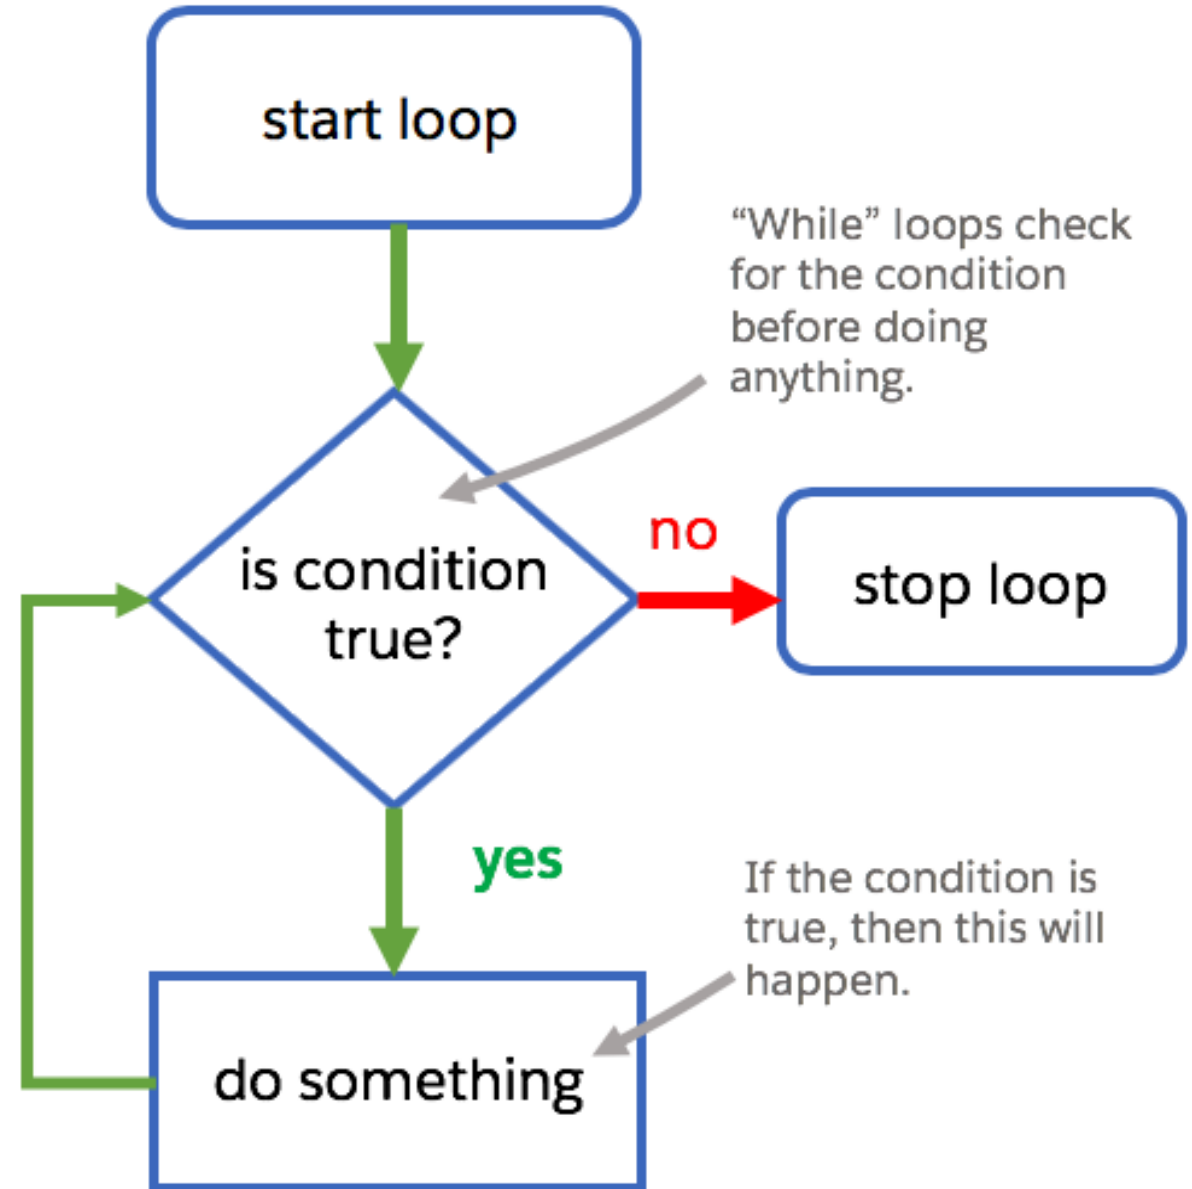 start loop
“While” loops check
for the condition
before doing
anything.
is condition
true?
no
stop loop
yes
If the condition is
true, then this will
happen.
do something